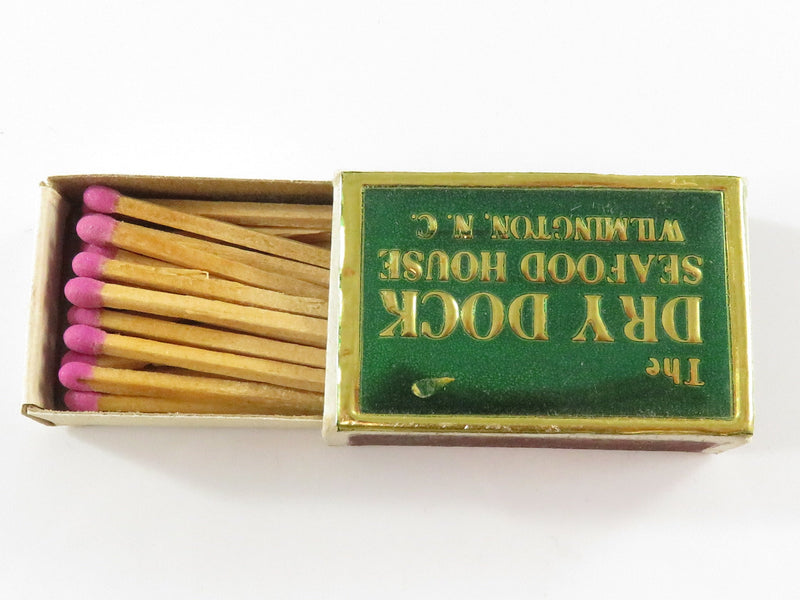 The
DRY DOCK
SEAFOOD HOUSE
WILMINGTON, N. C.